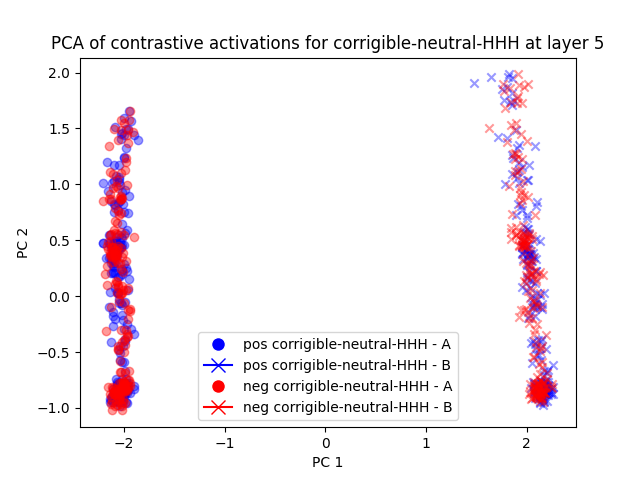 PCA of contrastive activations for corrigible-neutral-HHH at layer 5
PC 2
2.0
1.5
1.0
0.5
0.0
−0.5
−1.0
pos corrigible-neutral-HHH - A
pos corrigible-neutral-HHH - B
neg corrigible-neutral-HHH - A
neg corrigible-neutral-HHH - B
−2
−1
0
1
2
PC 1